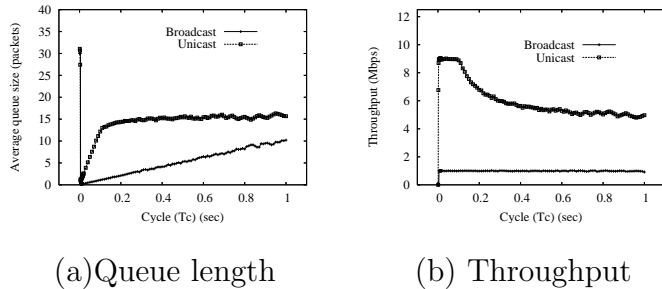 Average queue size (packets)
40
35
30
25
20
15
10
5
0
Broadcast
Unicast
0 0.2 0.4 0.6 0.8 1
Cycle (Tc) (sec)
(a)Queue length
Throughput (Mbps)
12
10
8
6
4
2
0
Broadcast
Unicast
0 0.2 0.4 0.6 0.8 1
Cycle (Tc) (sec)
(b) Throughput